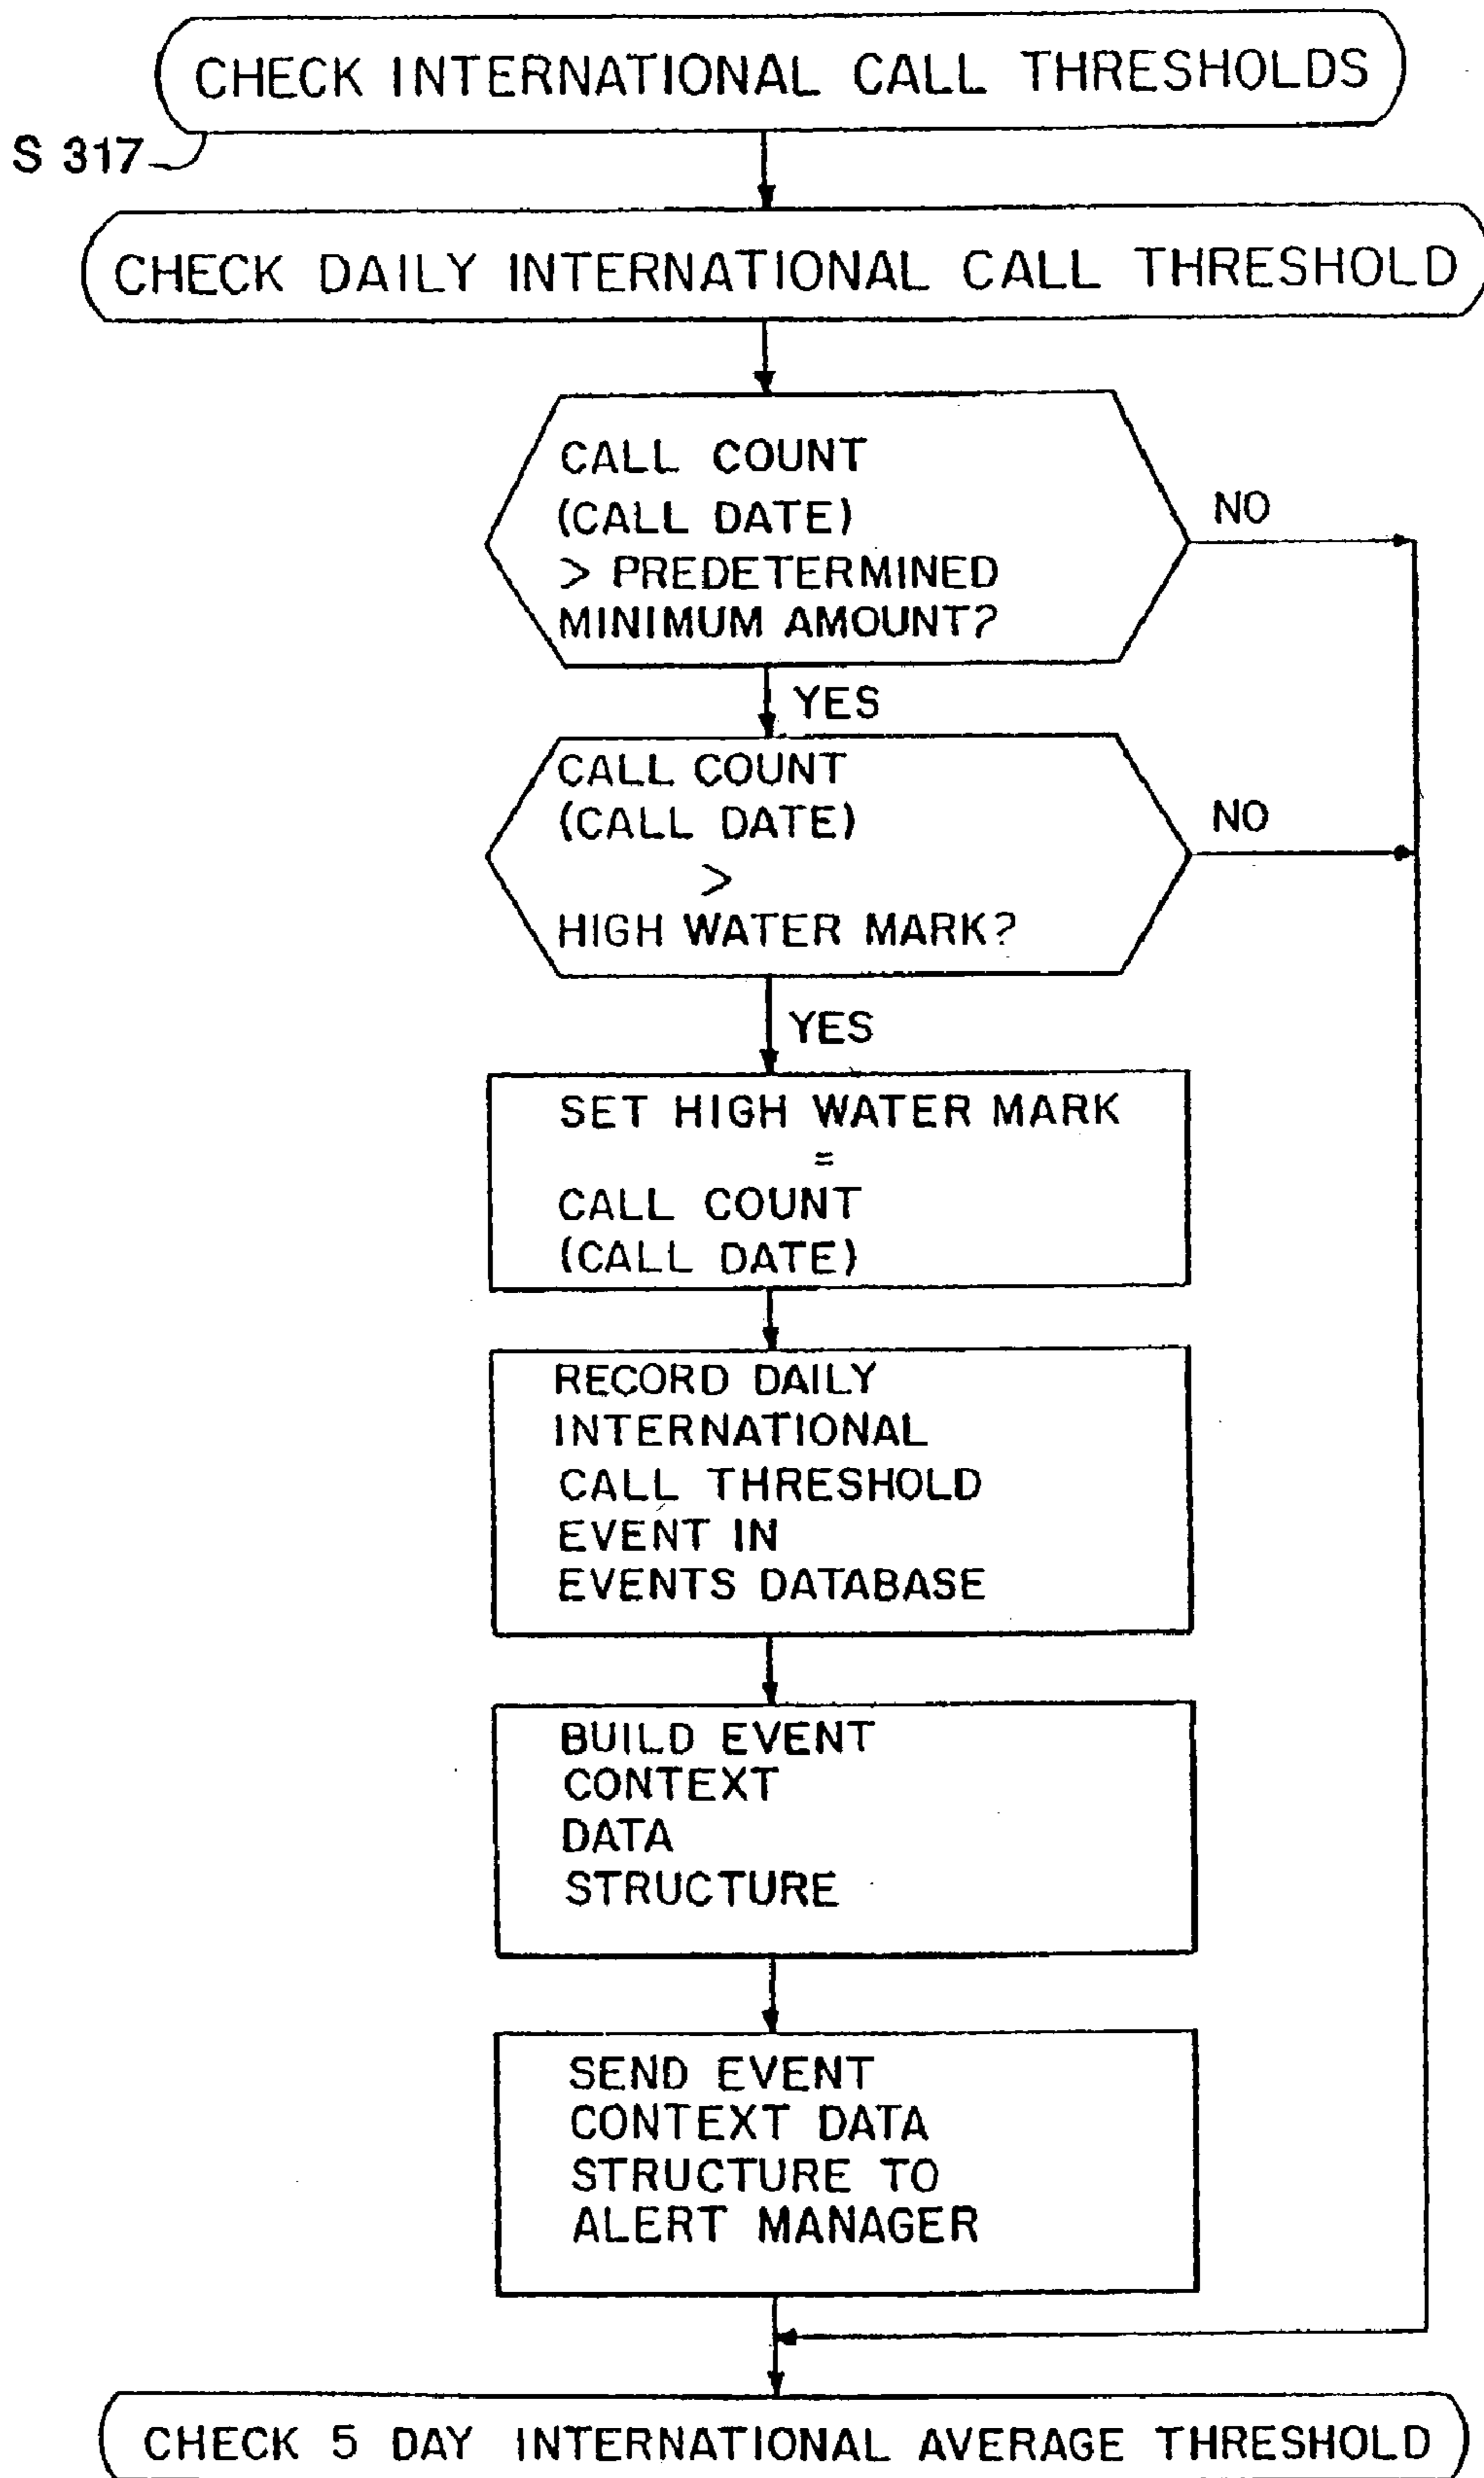 CHECK INTERNATIONAL CALL THRESHOLDS
S 317
CHECK DAILY INTERNATIONAL CALL THRESHOLD
CALL COUNT
(CALL DATE)
> PREDETERMINED
MINIMUM AMOUNT?
NO
YES
CALL COUNT
(CALL DATE)
>
HIGH WATER MARK?
NO
YES
SET HIGH WATER MARK
=
CALL COUNT
(CALL DATE)
RECORD DAILY
INTERNATIONAL
CALL THRESHOLD
EVENT IN
EVENTS DATABASE
BUILD EVENT
CONTEXT
DATA
STRUCTURE
SEND EVENT
CONTEXT DATA
STRUCTURE TO
ALERT MANAGER
CHECK 5 DAY INTERNATIONAL AVERAGE THRESHOLD